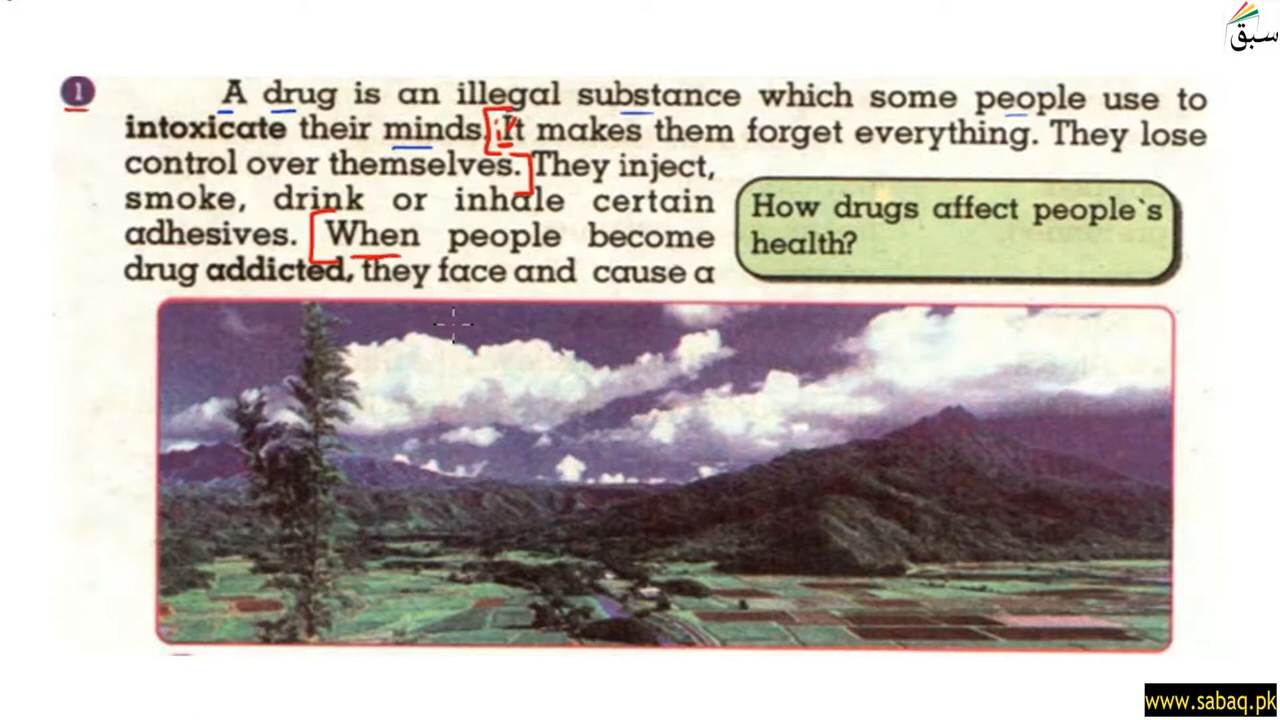 سبق
1
A drug is an illegal substance which some people use to
intoxicate their minds. It makes them forget everything. They lose
control over themselves. They inject,
smoke, drink or inhale certain
adhesives. When people become
drug addicted, they face and cause a
How drugs affect people`s
health?
www.sabaq.pk